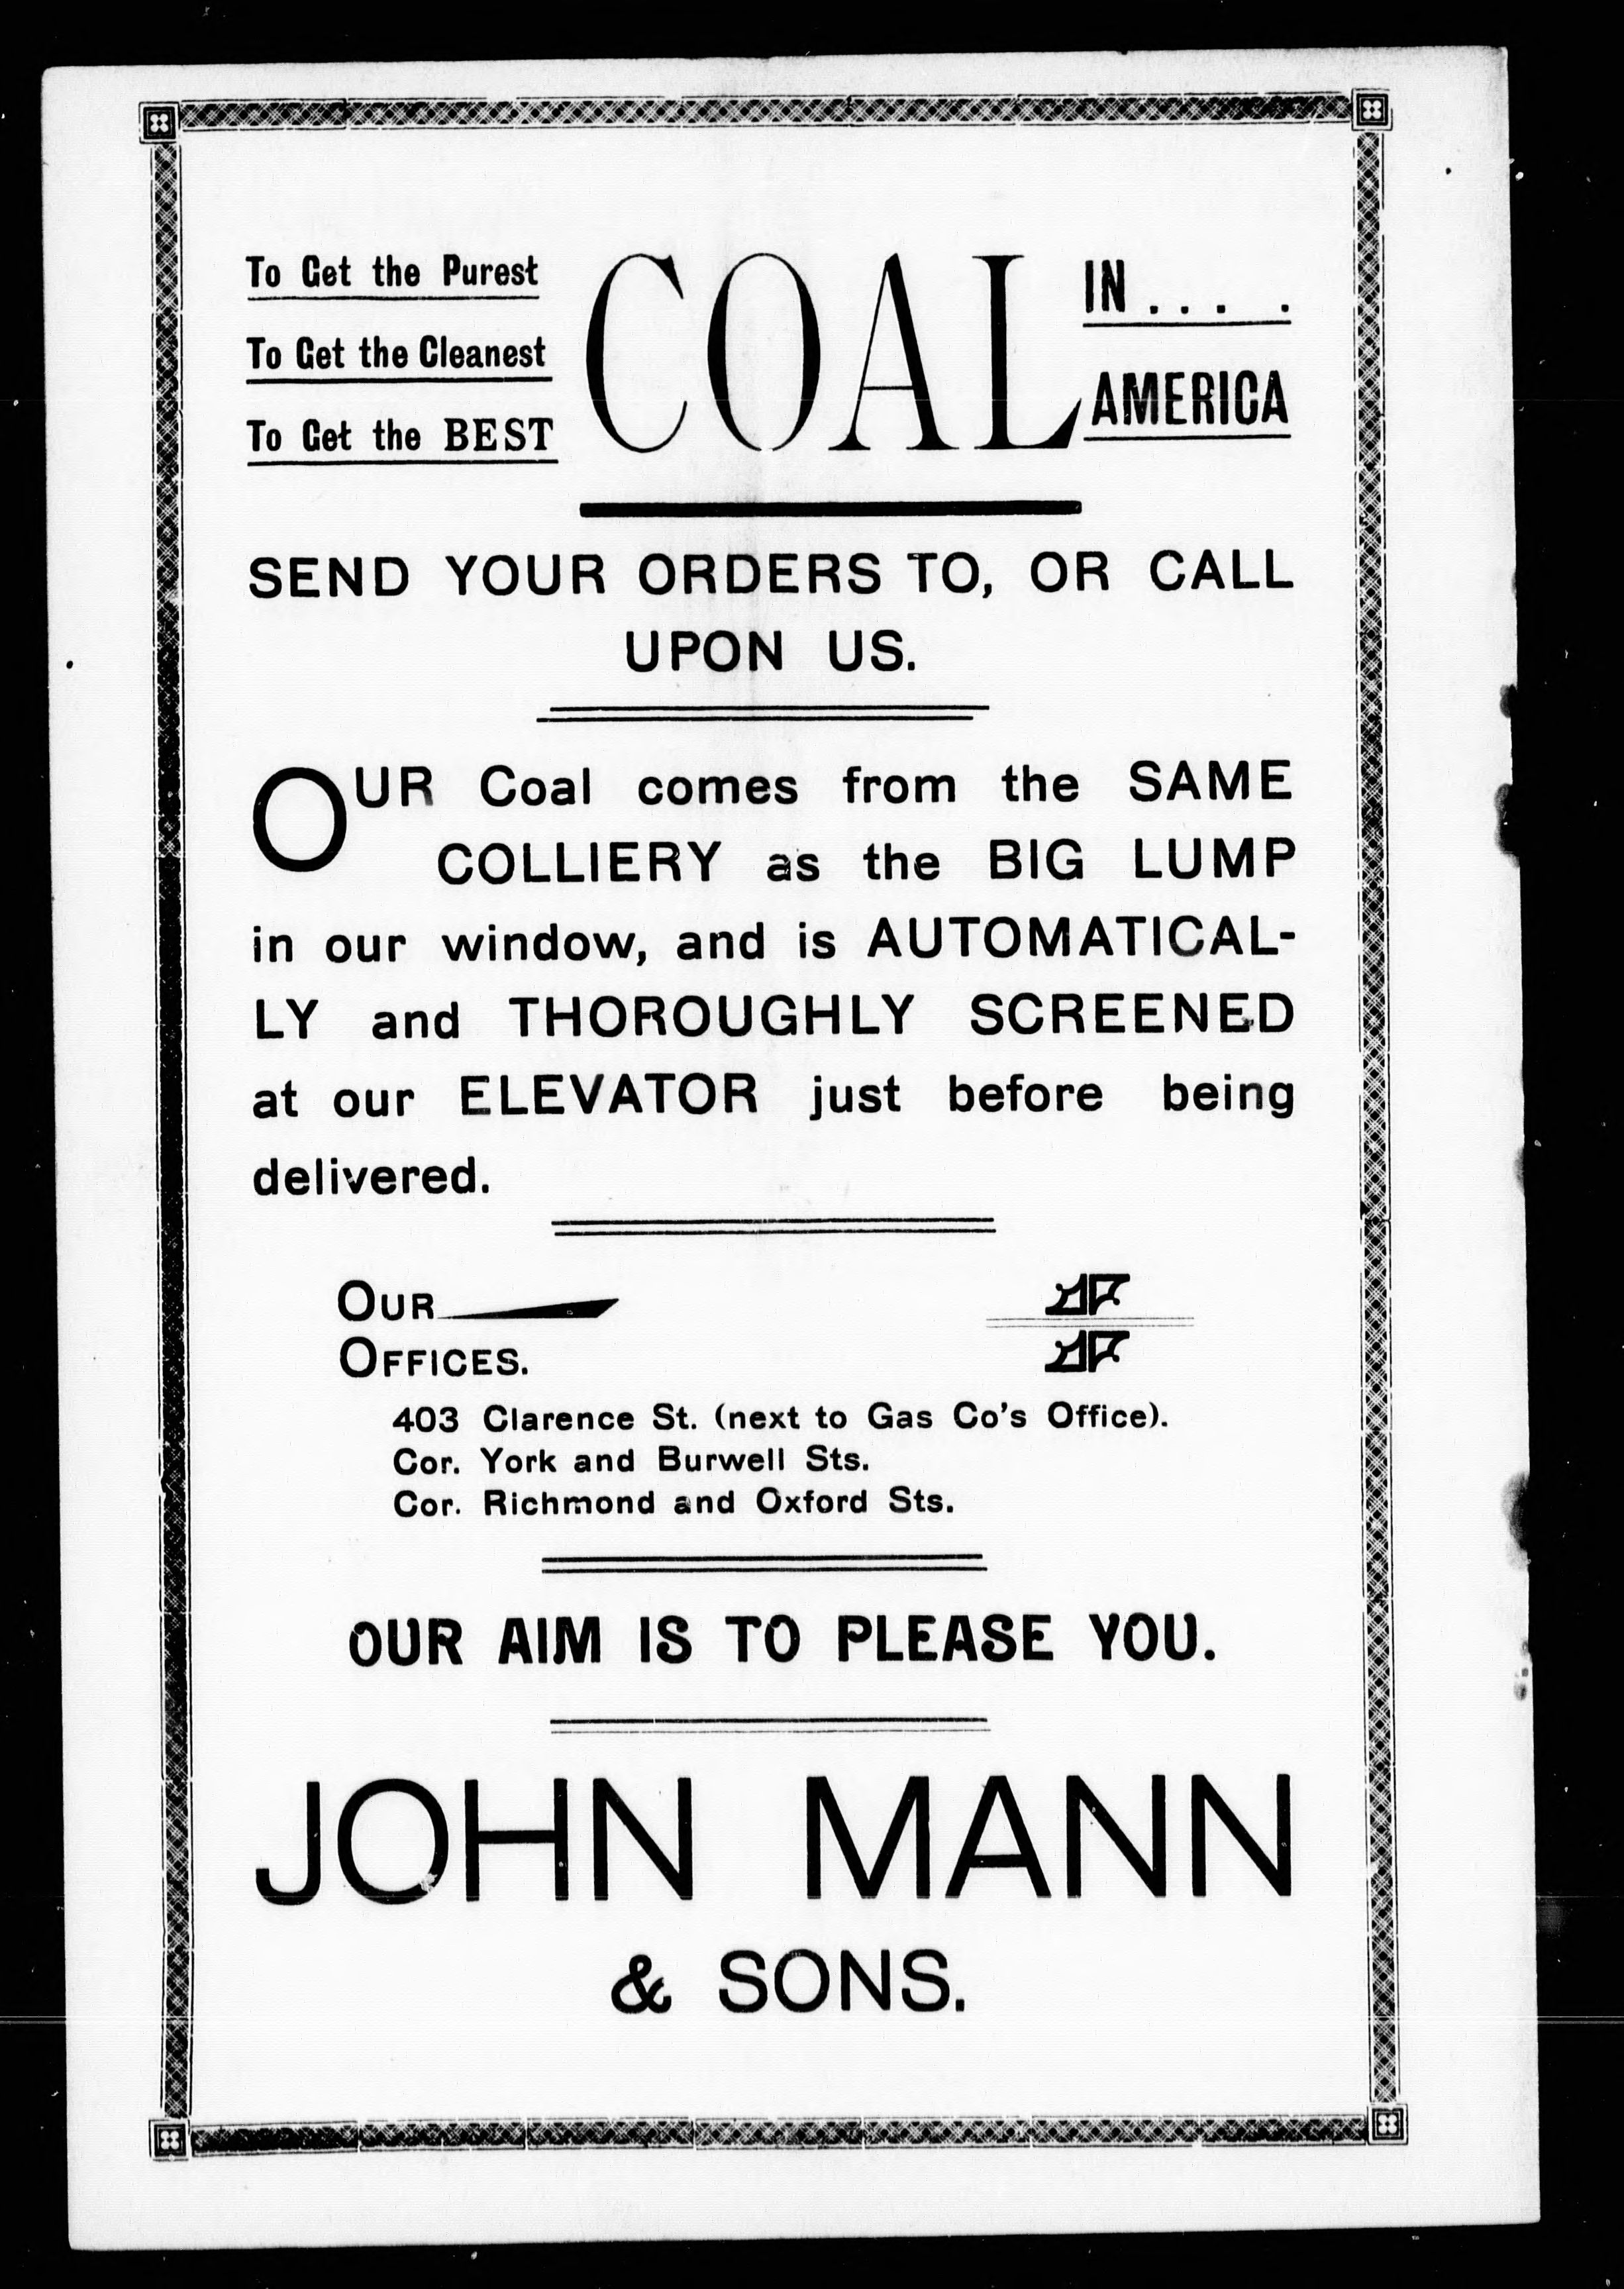 To Get the Purest
To Get the Cleanest
To Get the BEST
COAL
IN . . . .
AMERICA
SEND YOUR ORDERS TO, OR CALL
UPON US.
OUR Coal comes from the SAME
COLLIERY as the BIG LUMP
in our window, and is AUTOMATICAL-
LY and THOROUGHLY SCREENED
at our ELEVATOR just before being
delivered.
OUR
OFFICES.
403 Clarence St. (next to Gas Co's Office).
Cor. York and Burwell Sts.
Cor. Richmond and Oxford Sts.
OUR AIM IS TO PLEASE YOU.
JOHN MANN
& SONS.